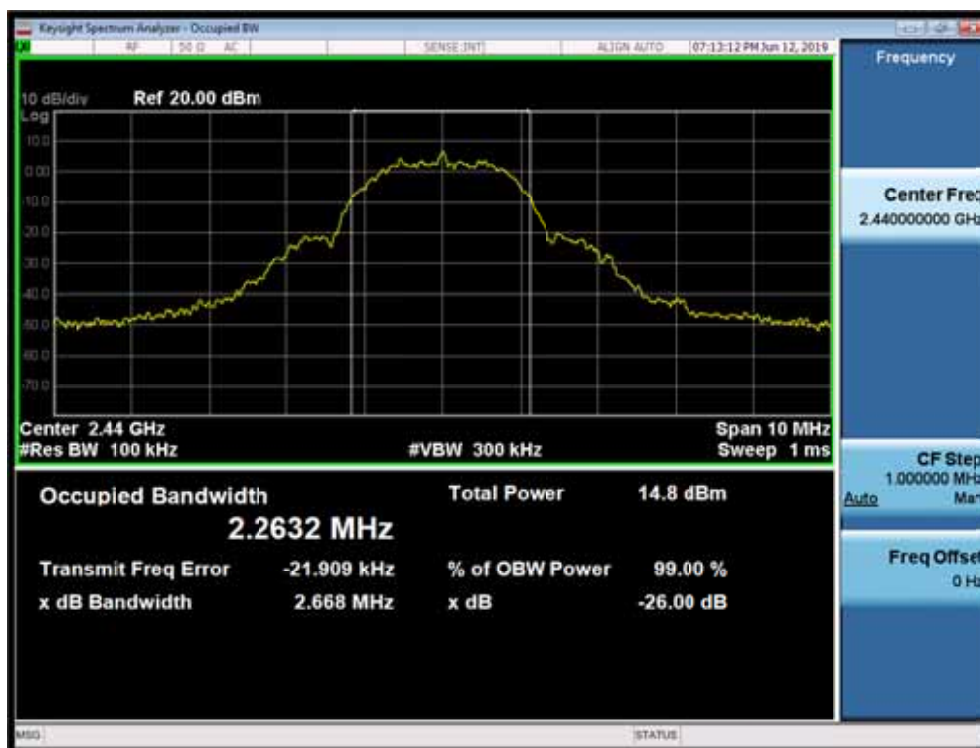 Keysight Spectrum Analyzer - Occupied BW
RF 50 Ω AC SENSE:INT ALIGN AUTO 07:13:12 PM Jun 12, 2019
Frequency
10 dB/div Ref 20.00 dBm
Log
10.0
0.00
-10.0
-20.0
-30.0
-40.0
-50.0
-60.0
-70.0
Center 2.44 GHz Span 10 MHz
#Res BW 100 kHz #VBW 300 kHz Sweep 1 ms
Occupied Bandwidth Total Power 14.8 dBm
2.2632 MHz
Transmit Freq Error -21.909 kHz % of OBW Power 99.00 %
x dB Bandwidth 2.668 MHz x dB -26.00 dB
Center Freq
2.440000000 GHz
CF Step
1.000000 MHz
Auto Man
Freq Offset
0 Hz
MSG STATUS